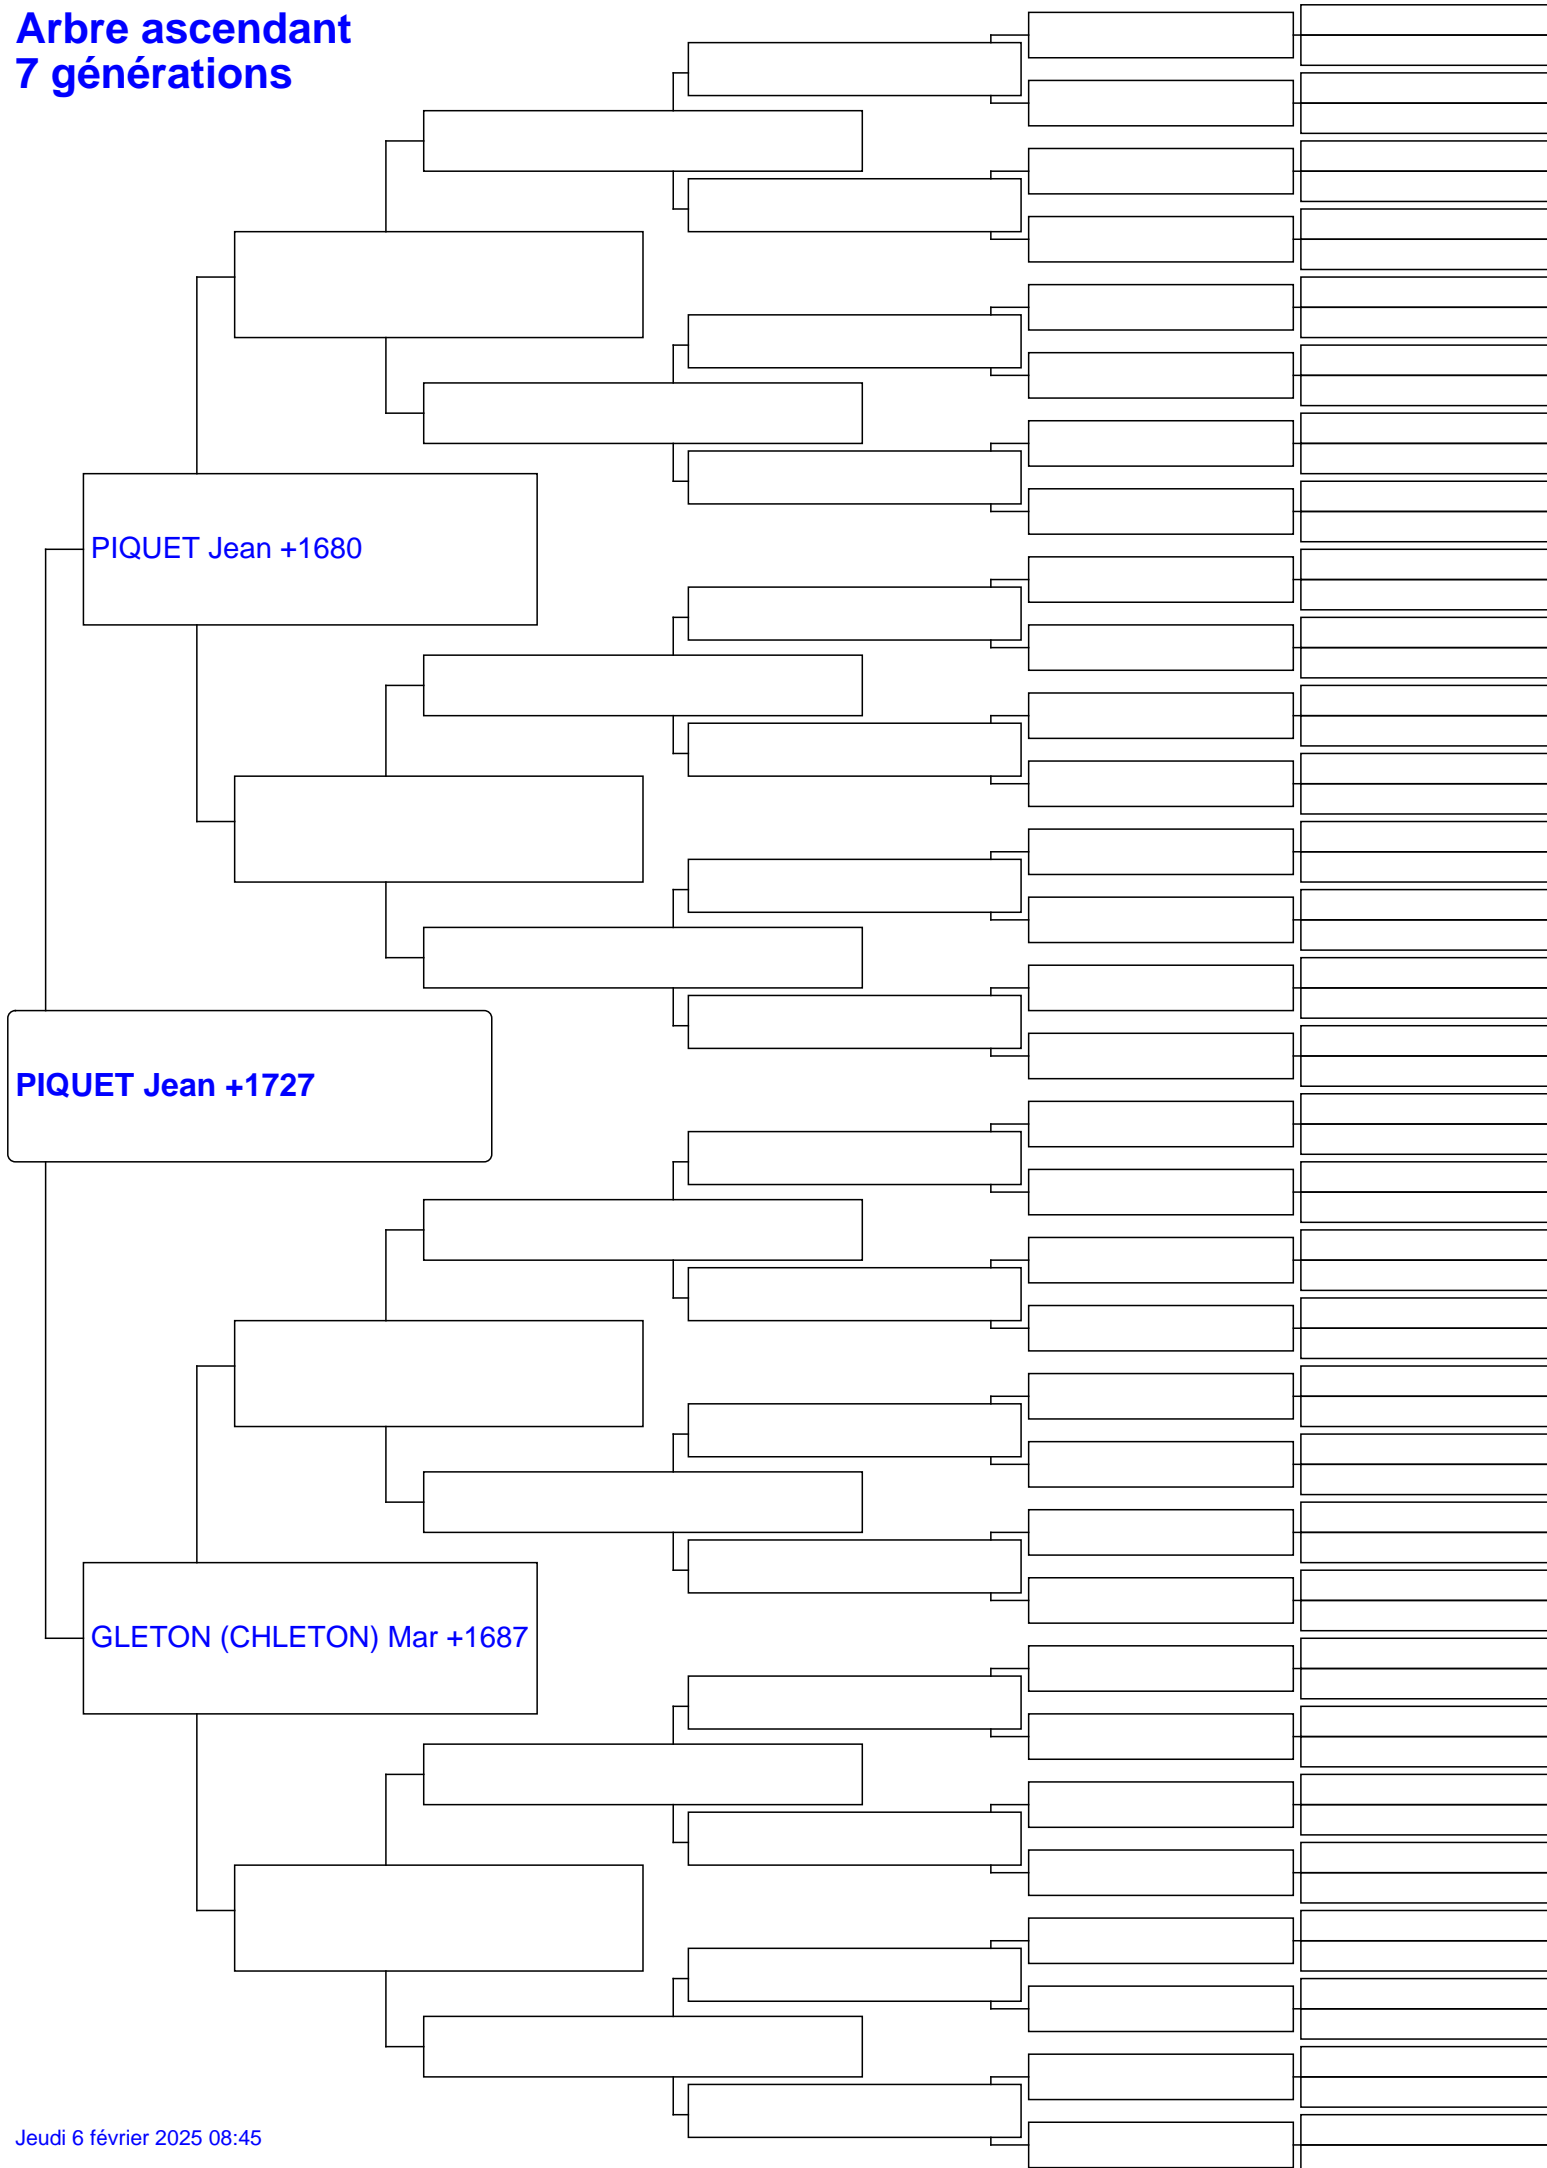 Arbre ascendant
7 générations
PIQUET Jean +1680
PIQUET Jean +1727
GLETON (CHLETON) Mar +1687
Jeudi 6 février 2025 08:45